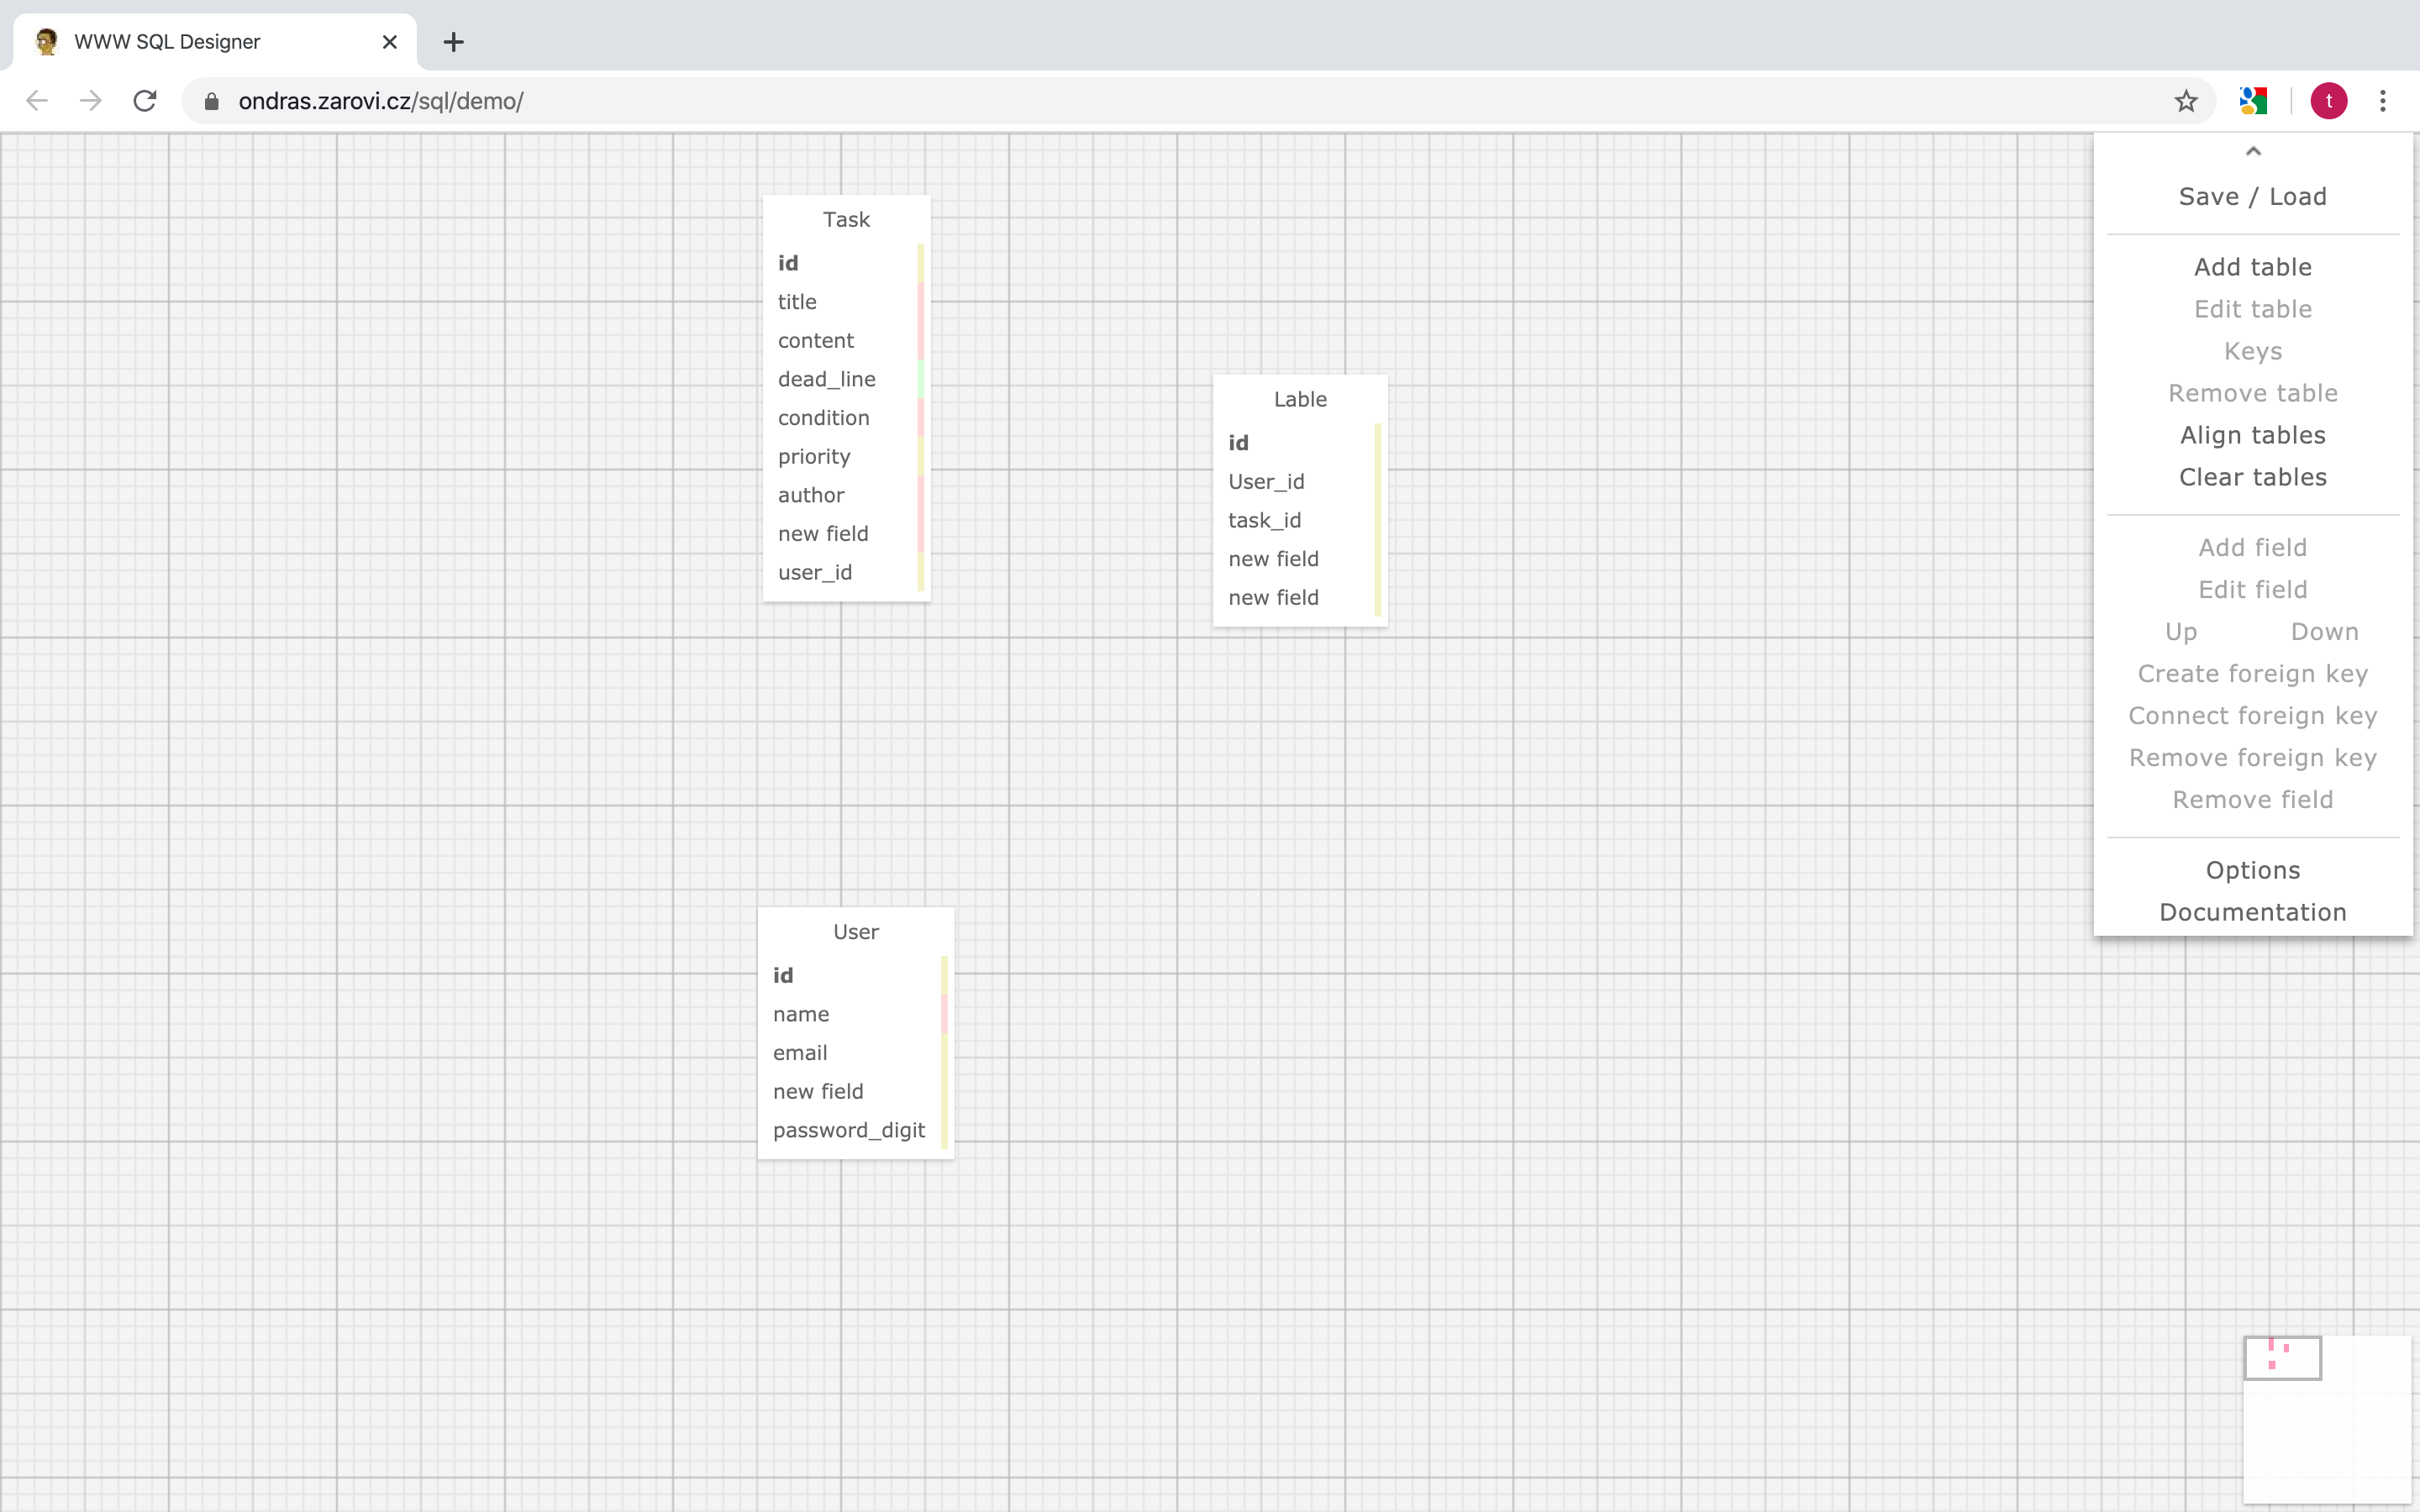 WWW SQL Designer
ondras.zarovi.cz/sql/demo/
t
Task
id
title
content
dead_line
condition
priority
author
new field
user_id
Lable
id
User_id
task_id
new field
new field
User
id
name
email
new field
password_digit
Save / Load
Add table
Edit table
Keys
Remove table
Align tables
Clear tables
Add field
Edit field
Up Down
Create foreign key
Connect foreign key
Remove foreign key
Remove field
Options
Documentation